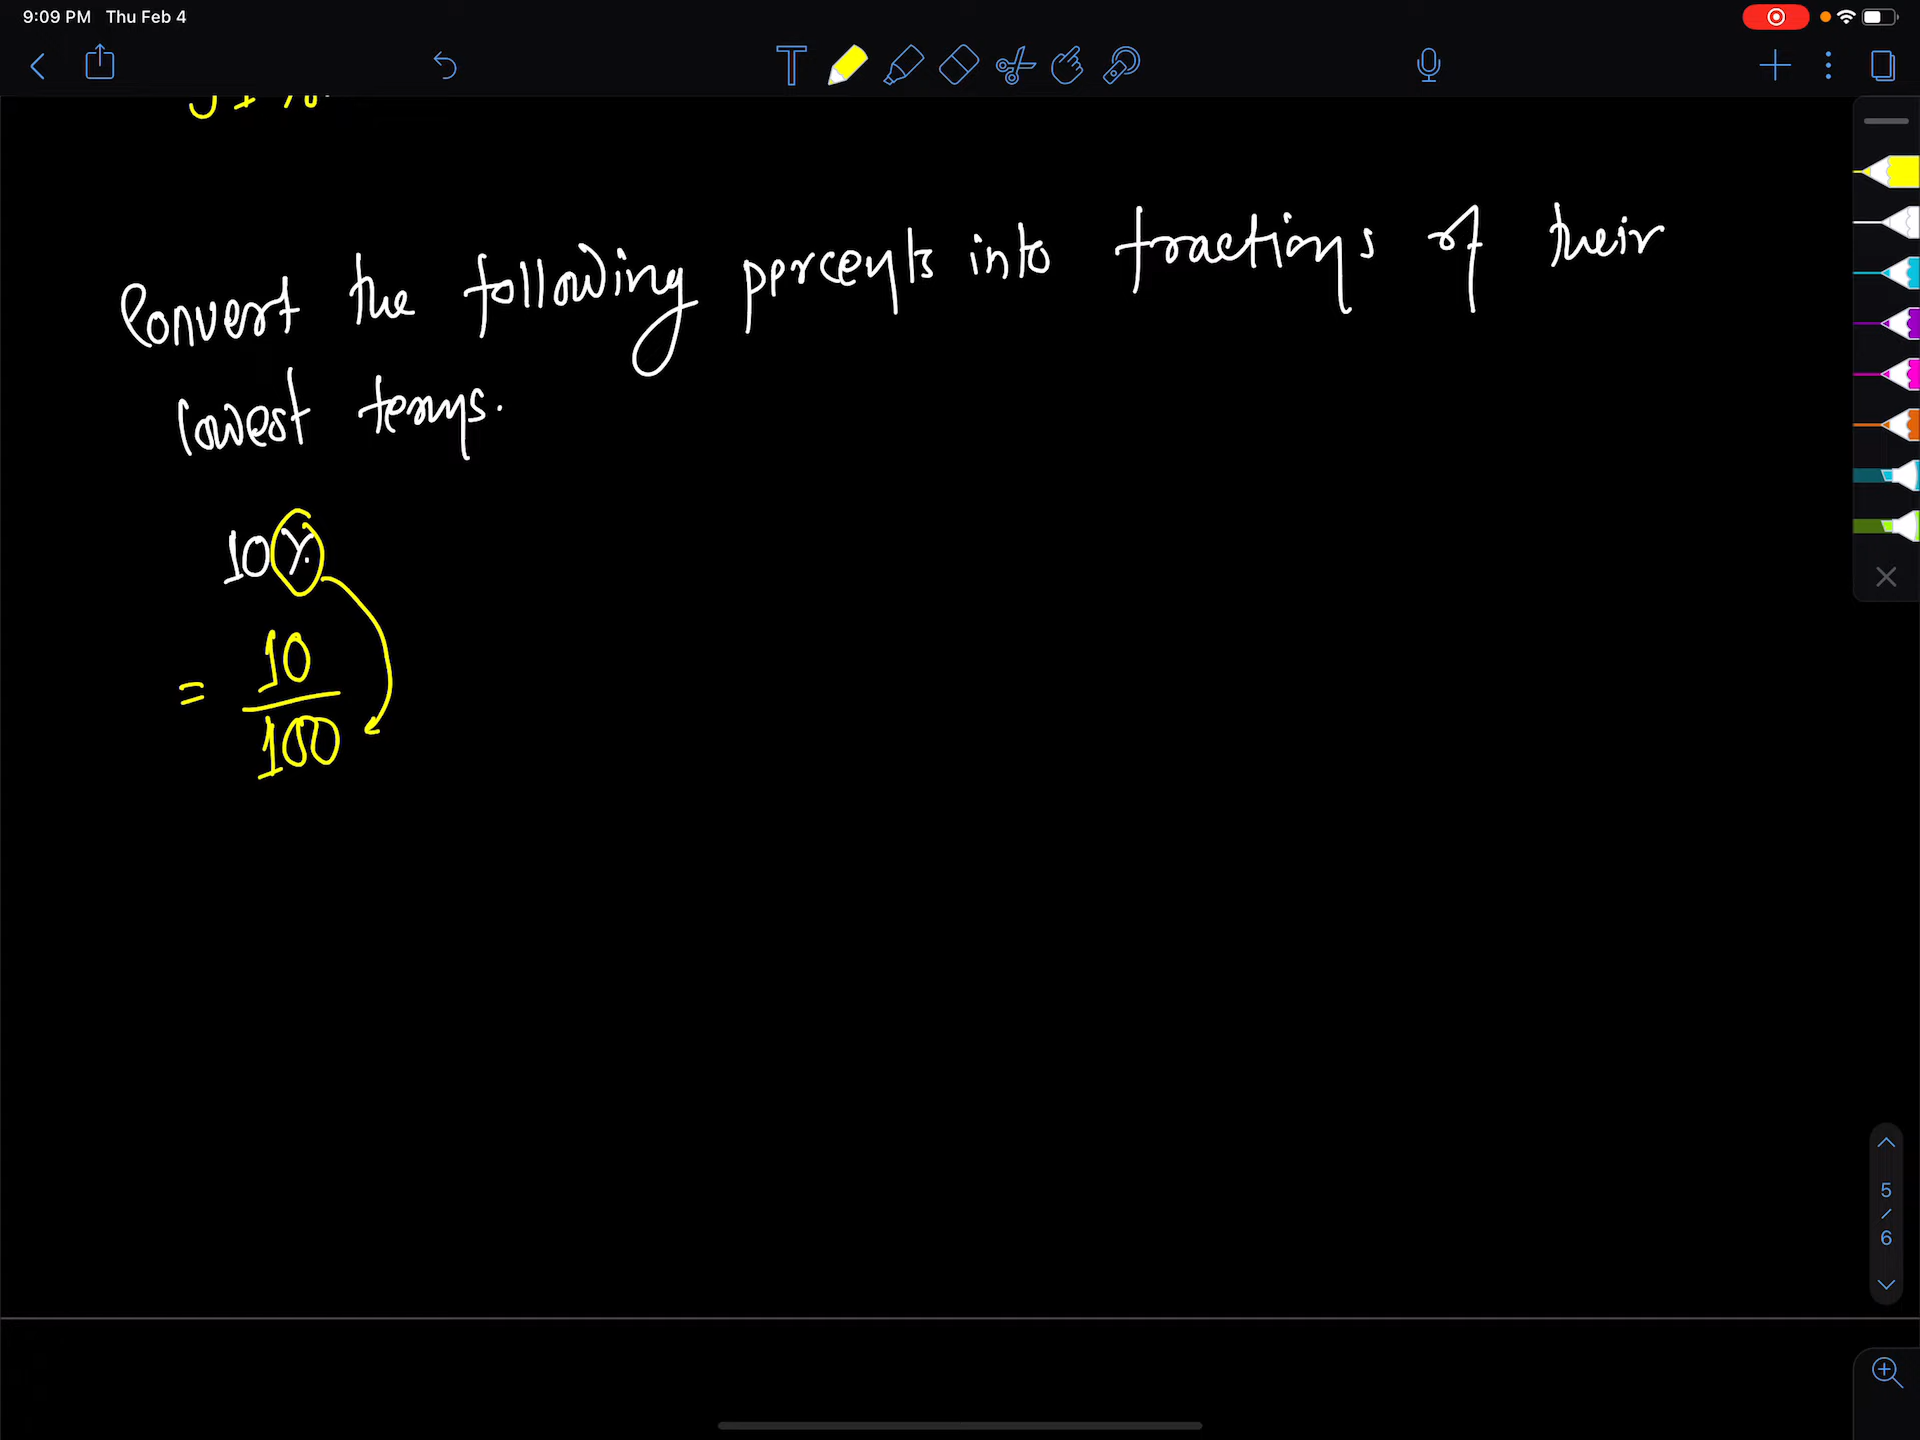 9:09 PM Thu Feb 4
Convert the following percents into fractions of their
lowest terms.
10%
= 10
100
5
/
6